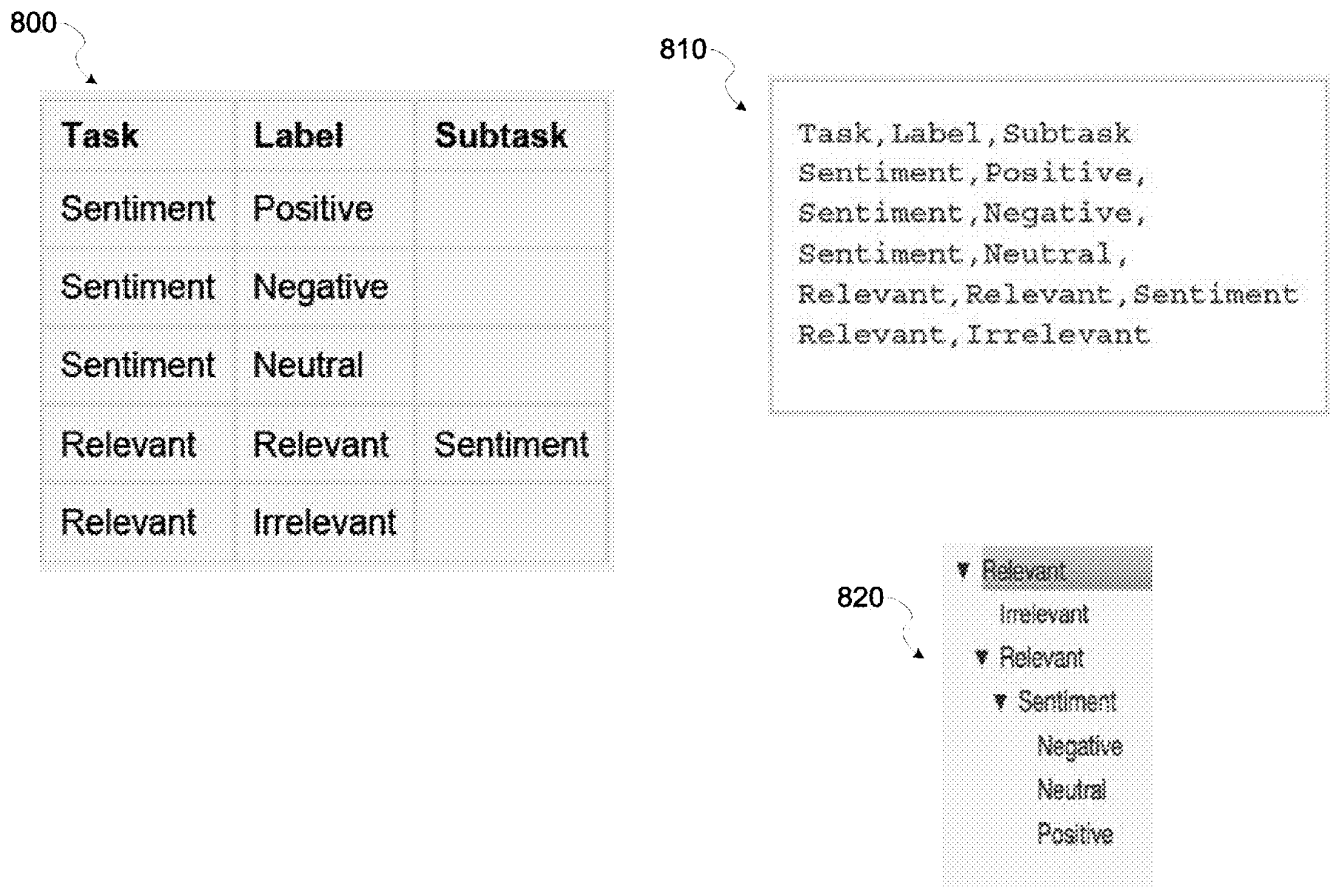 800
Task Label Subtask
Sentiment Positive
Sentiment Negative
Sentiment Neutral
Relevant Relevant Sentiment
Relevant Irrelevant
810
Task,Label,Subtask
Sentiment,Positive,
Sentiment,Negative,
Sentiment,Neutral,
Relevant,Relevant,Sentiment
Relevant,Irrelevant
820
▼ Relevant
Irrelevant
▼ Relevant
▼ Sentiment
Negative
Neutral
Positive